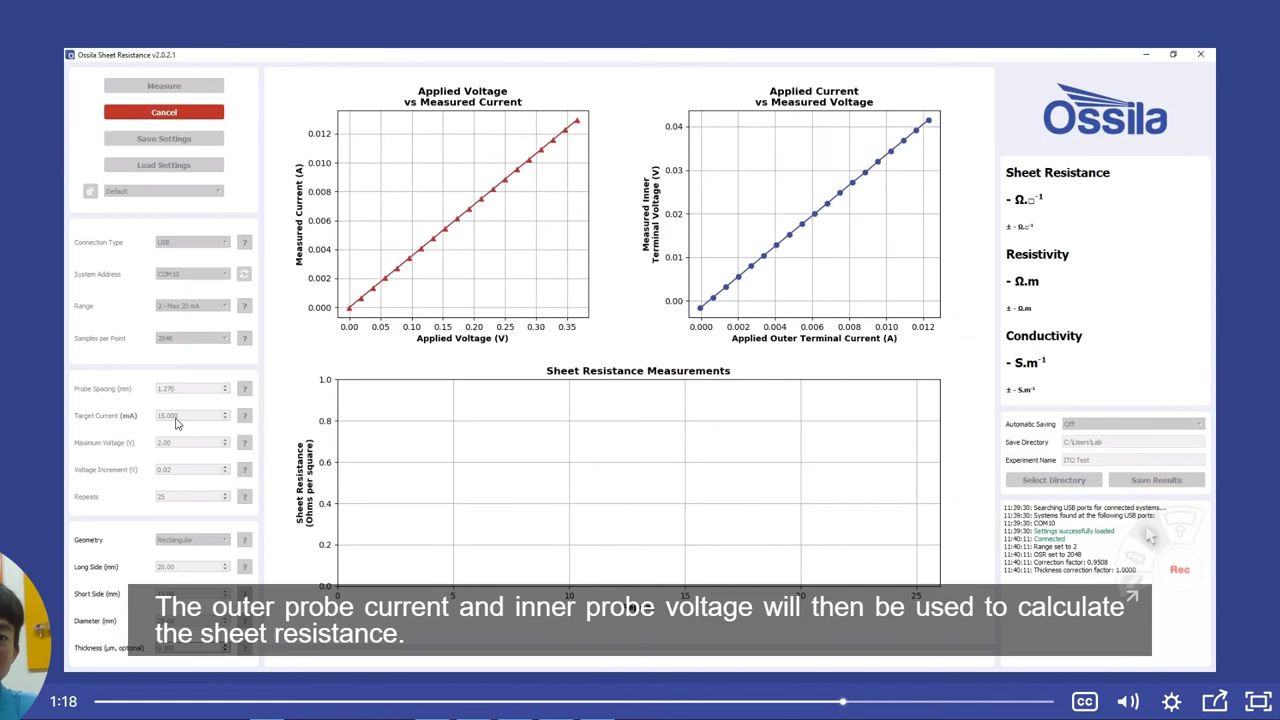 Ossila Sheet Resistance v2.0.2.1
Measure
Cancel
Save Settings
Load Settings
Default
Connection Type
USB
?
System Address
COM10
Range
2 - Max 20 mA
?
Samples per Point
2048
?
Probe Spacing (mm)
1.270
?
Target Current (mA)
15.000
?
Maximum Voltage (V)
2.00
?
Voltage Increment (V)
0.02
?
Repeats
25
?
Geometry
Rectangular
?
Long Side (mm)
20.00
?
Short Side (mm)
Diameter (mm)
Thickness (μm, optional)
0.100
?
Applied Voltage
vs Measured Current
Measured Current (A)
0.012
0.010
0.008
0.006
0.004
0.002
0.000
0.00 0.05 0.10 0.15 0.20 0.25 0.30 0.35
Applied Voltage (V)
Applied Current
vs Measured Voltage
Measured Inner
Terminal Voltage (V)
0.04
0.03
0.02
0.01
0.00
0.000 0.002 0.004 0.006 0.008 0.010 0.012
Applied Outer Terminal Current (A)
Sheet Resistance Measurements
Sheet Resistance
(Ohms per square)
1.0
0.8
0.6
0.4
0.2
0.0
0 5 10 15 20 25
Ossila
Sheet Resistance
- Ω.□⁻¹
± - Ω.□⁻¹
Resistivity
- Ω.m
± - Ω.m
Conductivity
- S.m⁻¹
± - S.m⁻¹
Automatic Saving
Off
Save Directory
C:\Users\Lab
Experiment Name
ITO Test
Select Directory
Save Results
11:39:30: Searching USB ports for connected systems...
11:39:30: Systems found at the following USB ports:
11:39:30: COM10
11:39:30: Settings successfully loaded
11:40:11: Connected
11:40:11: Range set to 2
11:40:11: OSR set to 2048
11:40:11: Correction factor: 0.9508
11:40:11: Thickness correction factor: 1.0000
Rec
The outer probe current and inner probe voltage will then be used to calculate
the sheet resistance.
1:18
CC